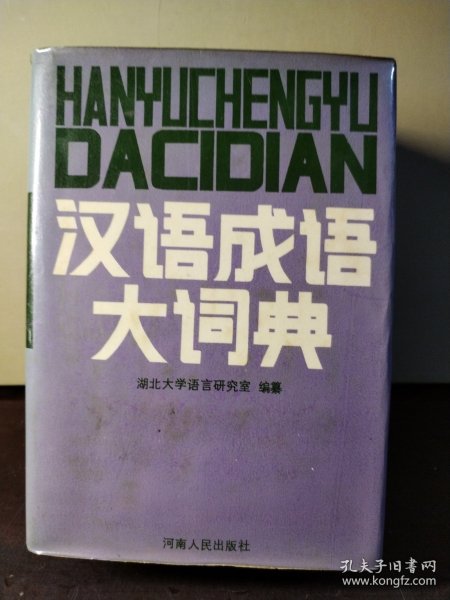 HANYUCHENGYU
DACIDIAN
汉语成语
大词典
湖北大学语言研究室 编纂
河南人民出版社
孔夫子旧书网
www.kongfz.com